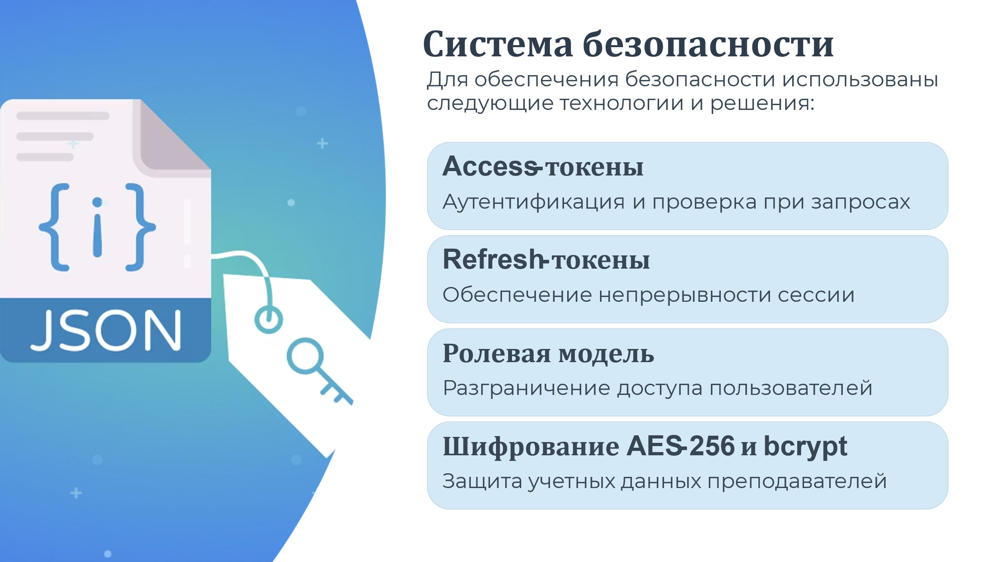 Система безопасности
Для обеспечения безопасности использованы
следующие технологии и решения:
Access-токены
Аутентификация и проверка при запросах
Refresh-токены
Обеспечение непрерывности сессии
Ролевая модель
Разграничение доступа пользователей
Шифрование AES-256 и bcrypt
Защита учетных данных преподавателей
{i}
JSON